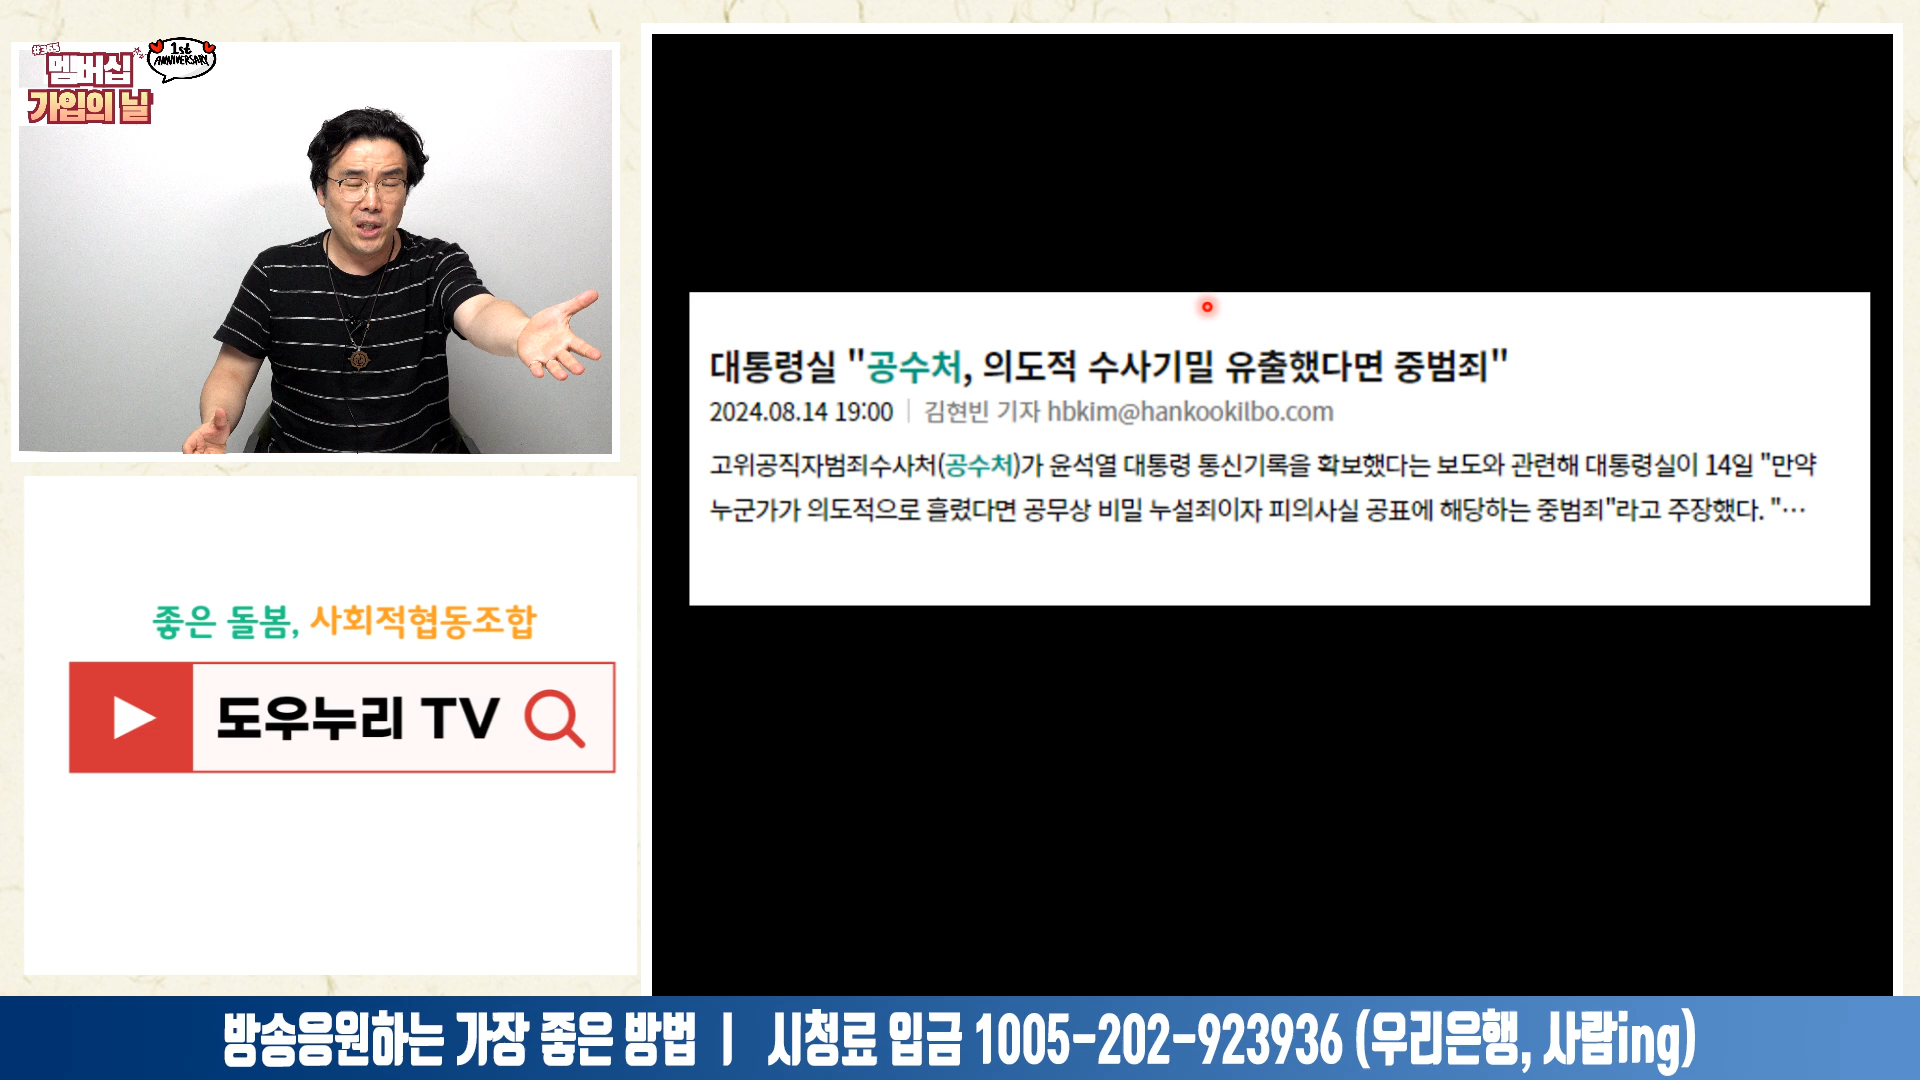 #365
멤버십
가입의 날
1st
ANNIVERSARY
대통령실 "공수처, 의도적 수사기밀 유출했다면 중범죄"
2024.08.14 19:00 | 김현빈 기자 hbkim@hankookilbo.com
고위공직자범죄수사처(공수처)가 윤석열 대통령 통신기록을 확보했다는 보도와 관련해 대통령실이 14일 "만약
누군가가 의도적으로 흘렸다면 공무상 비밀 누설죄이자 피의사실 공표에 해당하는 중범죄"라고 주장했다. "…
좋은 돌봄, 사회적협동조합
도우누리 TV
방송응원하는 가장 좋은 방법 | 시청료 입금 1005-202-923936 (우리은행, 사람ing)